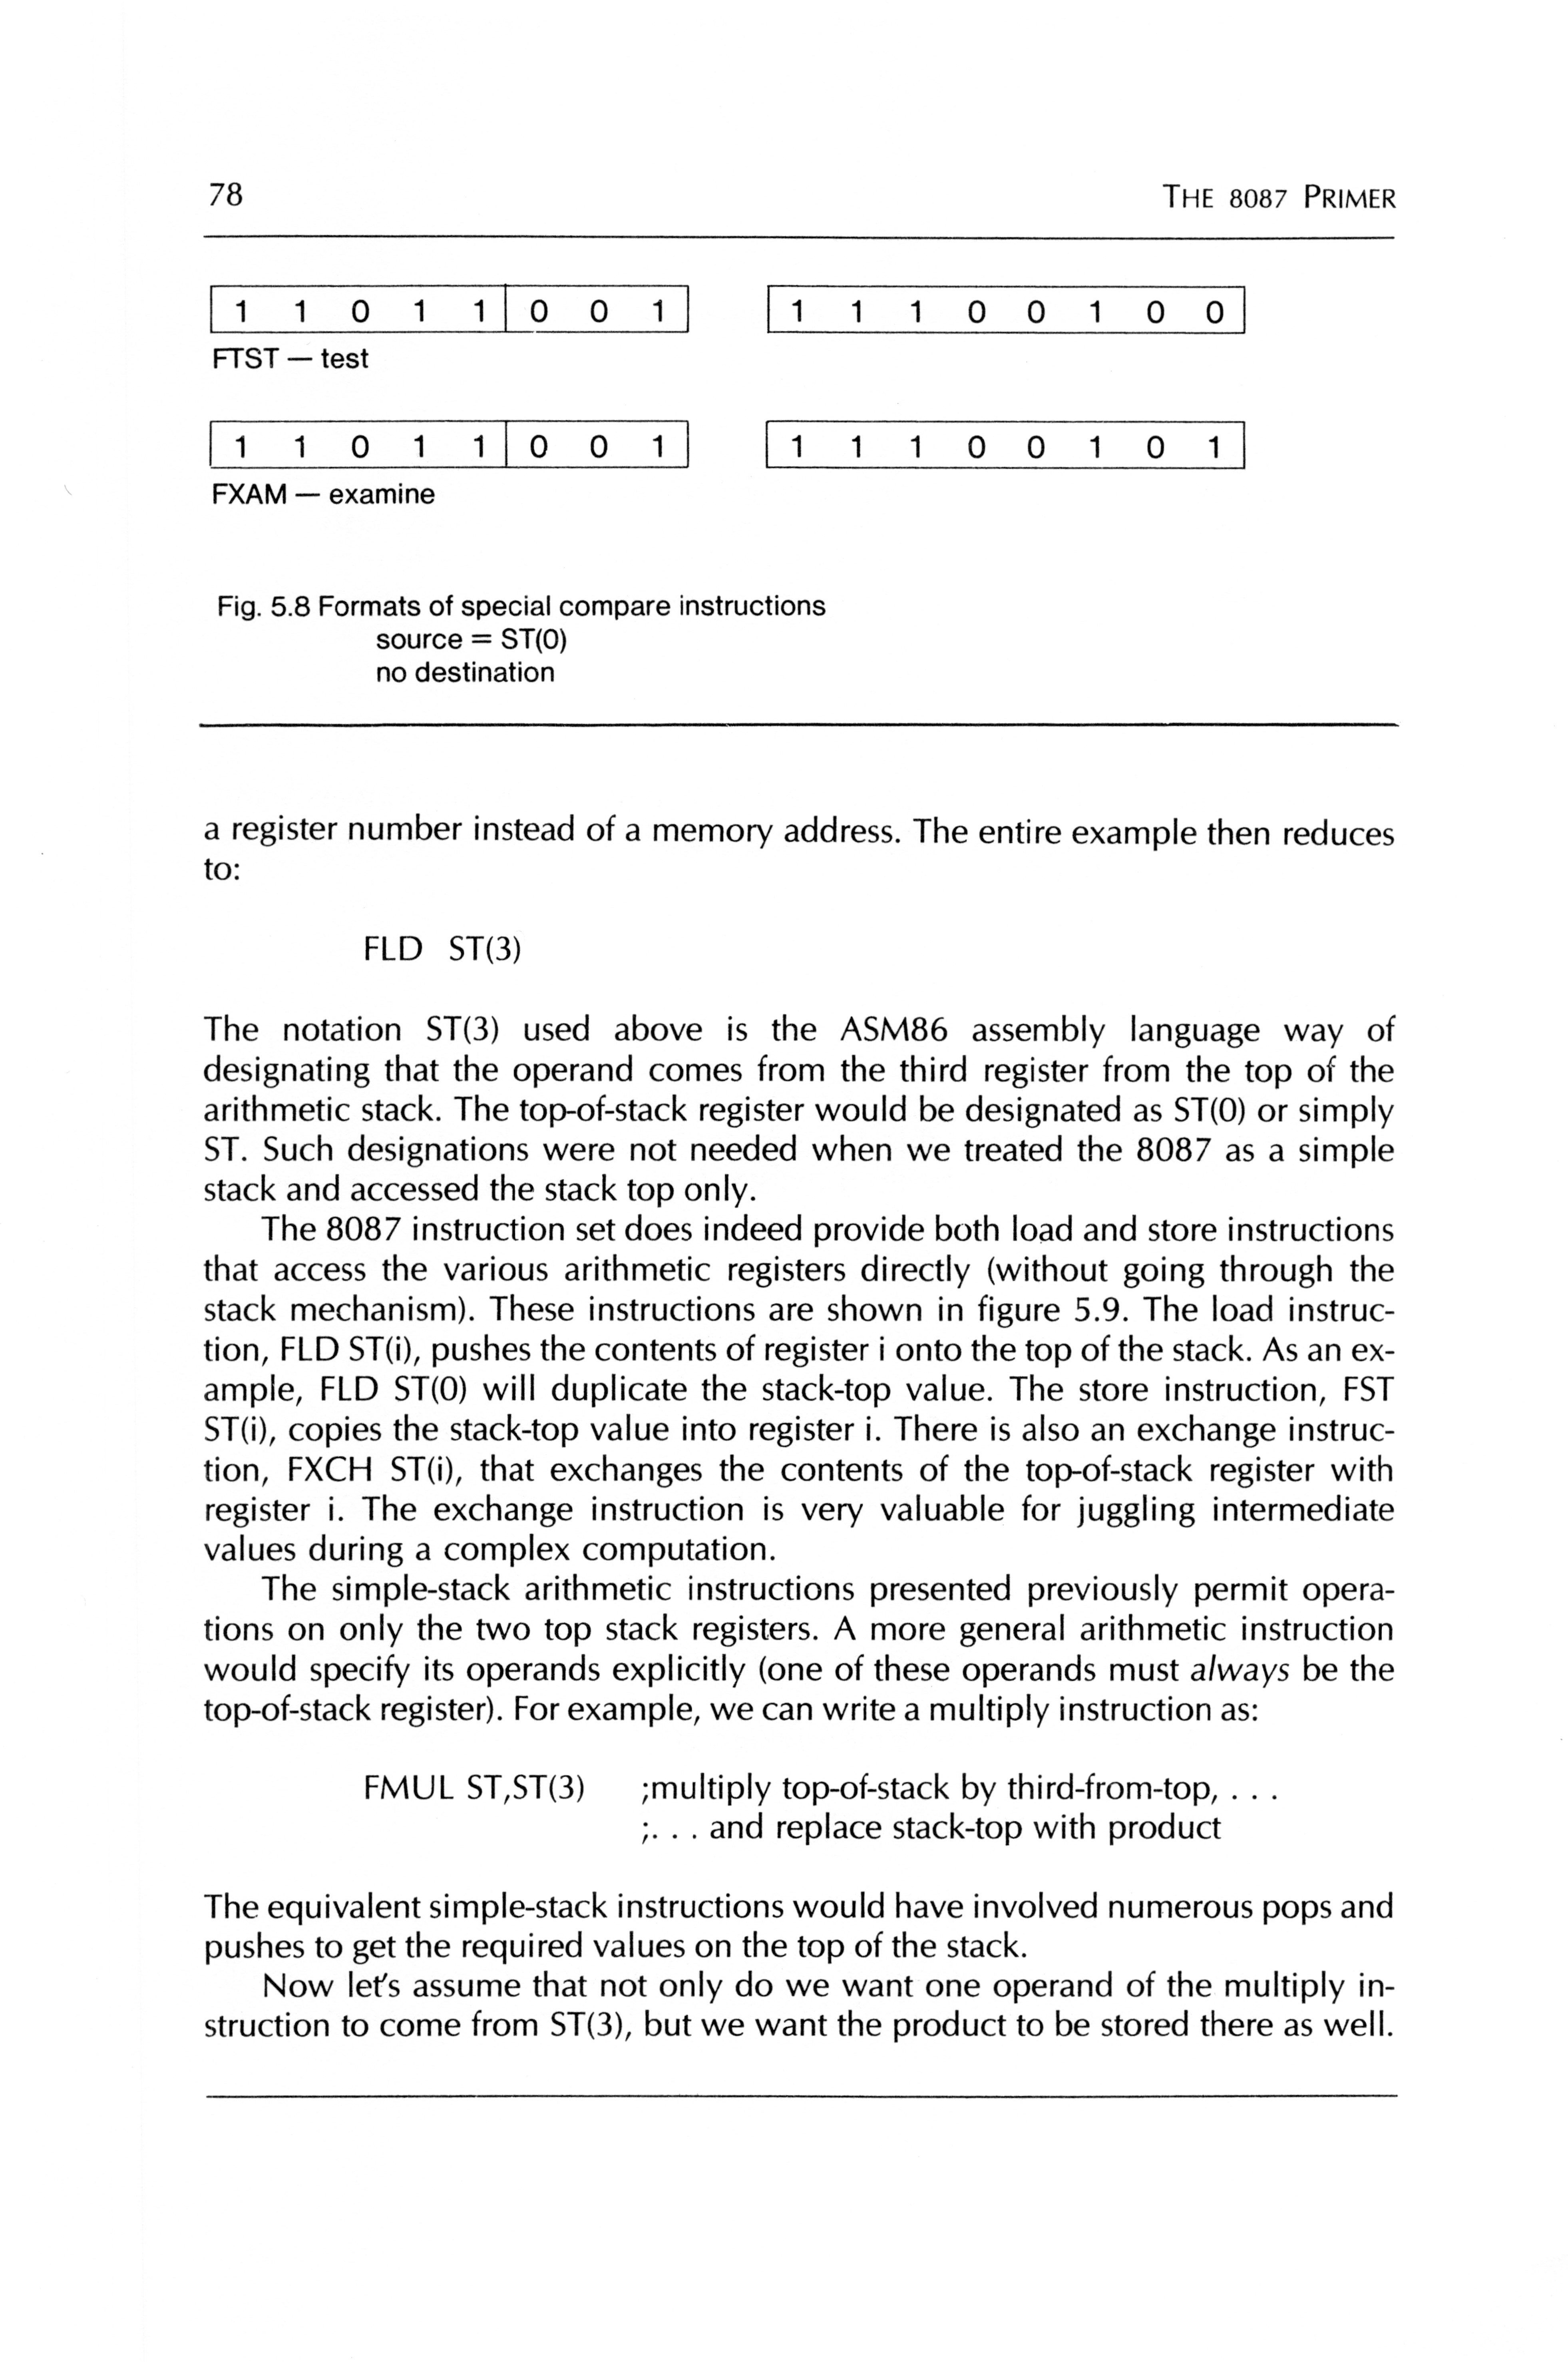 78 THE 8087 PRIMER
1 1 0 1 1 0 0 1 1 1 1 0 0 1 0 0
FTST — test
1 1 0 1 1 0 0 1 1 1 1 0 0 1 0 1
FXAM — examine
Fig. 5.8 Formats of special compare instructions
source = ST(0)
no destination
a register number instead of a memory address. The entire example then reduces
to:
FLD ST(3)
The notation ST(3) used above is the ASM86 assembly language way of
designating that the operand comes from the third register from the top of the
arithmetic stack. The top-of-stack register would be designated as ST(0) or simply
ST. Such designations were not needed when we treated the 8087 as a simple
stack and accessed the stack top only.
The 8087 instruction set does indeed provide both load and store instructions
that access the various arithmetic registers directly (without going through the
stack mechanism). These instructions are shown in figure 5.9. The load instruc-
tion, FLD ST(i), pushes the contents of register i onto the top of the stack. As an ex-
ample, FLD ST(0) will duplicate the stack-top value. The store instruction, FST
ST(i), copies the stack-top value into register i. There is also an exchange instruc-
tion, FXCH ST(i), that exchanges the contents of the top-of-stack register with
register i. The exchange instruction is very valuable for juggling intermediate
values during a complex computation.
The simple-stack arithmetic instructions presented previously permit opera-
tions on only the two top stack registers. A more general arithmetic instruction
would specify its operands explicitly (one of these operands must always be the
top-of-stack register). For example, we can write a multiply instruction as:
FMUL ST,ST(3) ;multiply top-of-stack by third-from-top, . . .
;. . . and replace stack-top with product
The equivalent simple-stack instructions would have involved numerous pops and
pushes to get the required values on the top of the stack.
Now let's assume that not only do we want one operand of the multiply in-
struction to come from ST(3), but we want the product to be stored there as well.